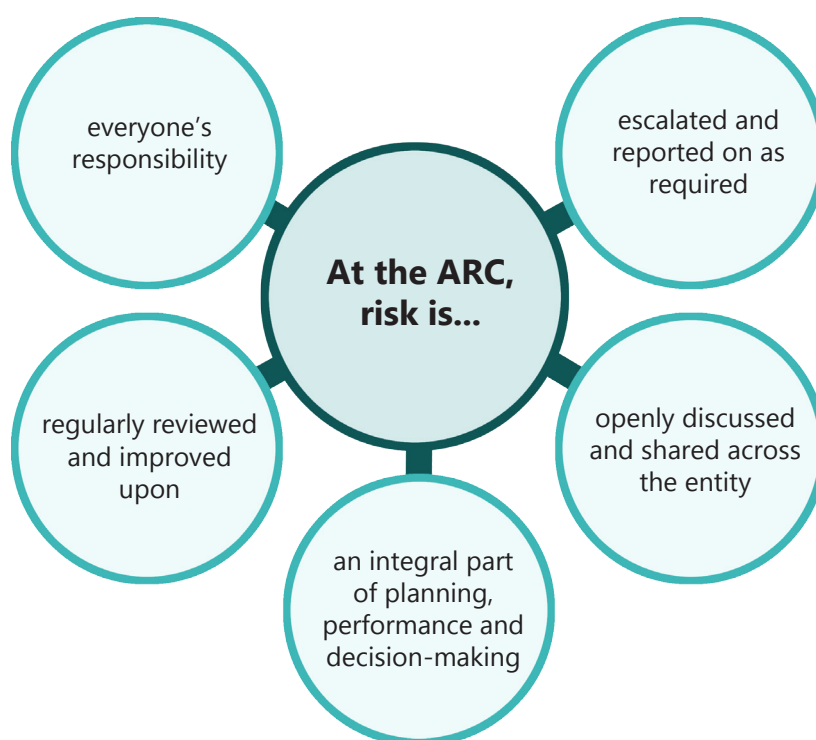 everyone's
responsibility
escalated and
reported on as
required
At the ARC,
risk is...
regularly reviewed
and improved
upon
openly discussed
and shared across
the entity
an integral part
of planning,
performance and
decision-making